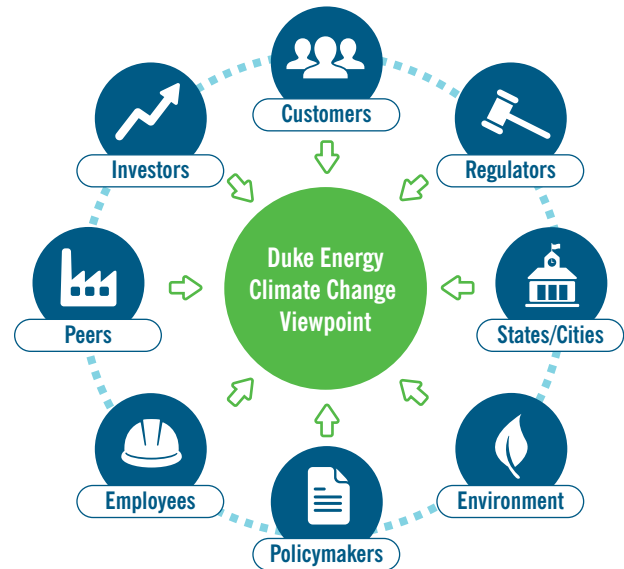 Customers
Investors
Regulators
Duke Energy
Climate Change
Viewpoint
Peers
States/Cities
Employees
Environment
Policymakers